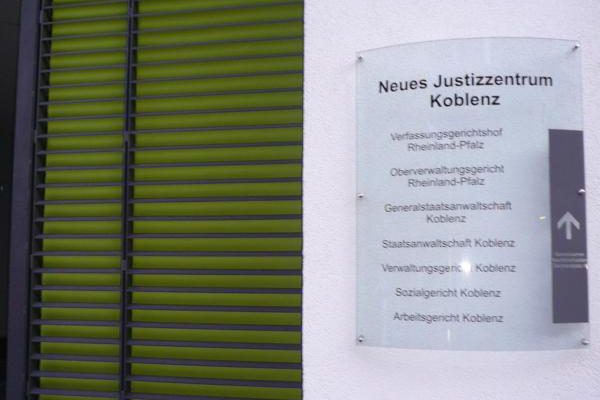 Neues Justizzentrum
Koblenz
Verfassungsgerichtshof
Rheinland-Pfalz
Oberverwaltungsgericht
Rheinland-Pfalz
Generalstaatsanwaltschaft
Koblenz
Staatsanwaltschaft Koblenz
Verwaltungsgericht Koblenz
Sozialgericht Koblenz
Arbeitsgericht Koblenz